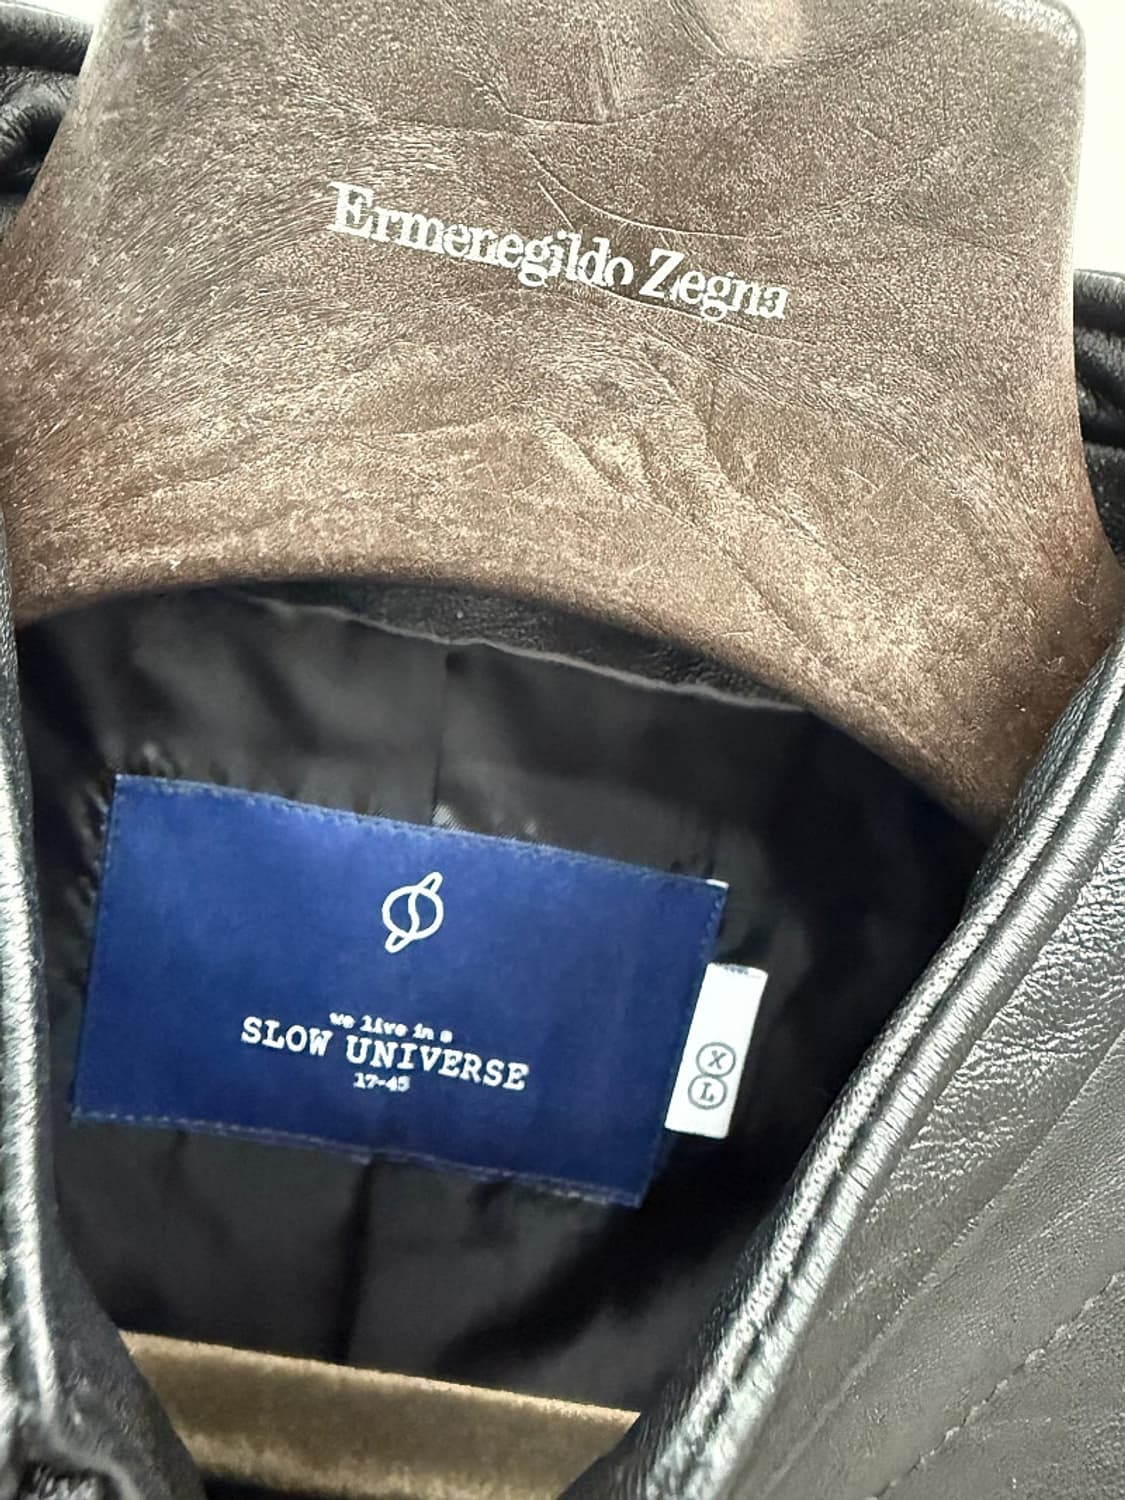 Ermenegildo Zegna
we live in a
SLOW UNIVERSE
17-45
X
L